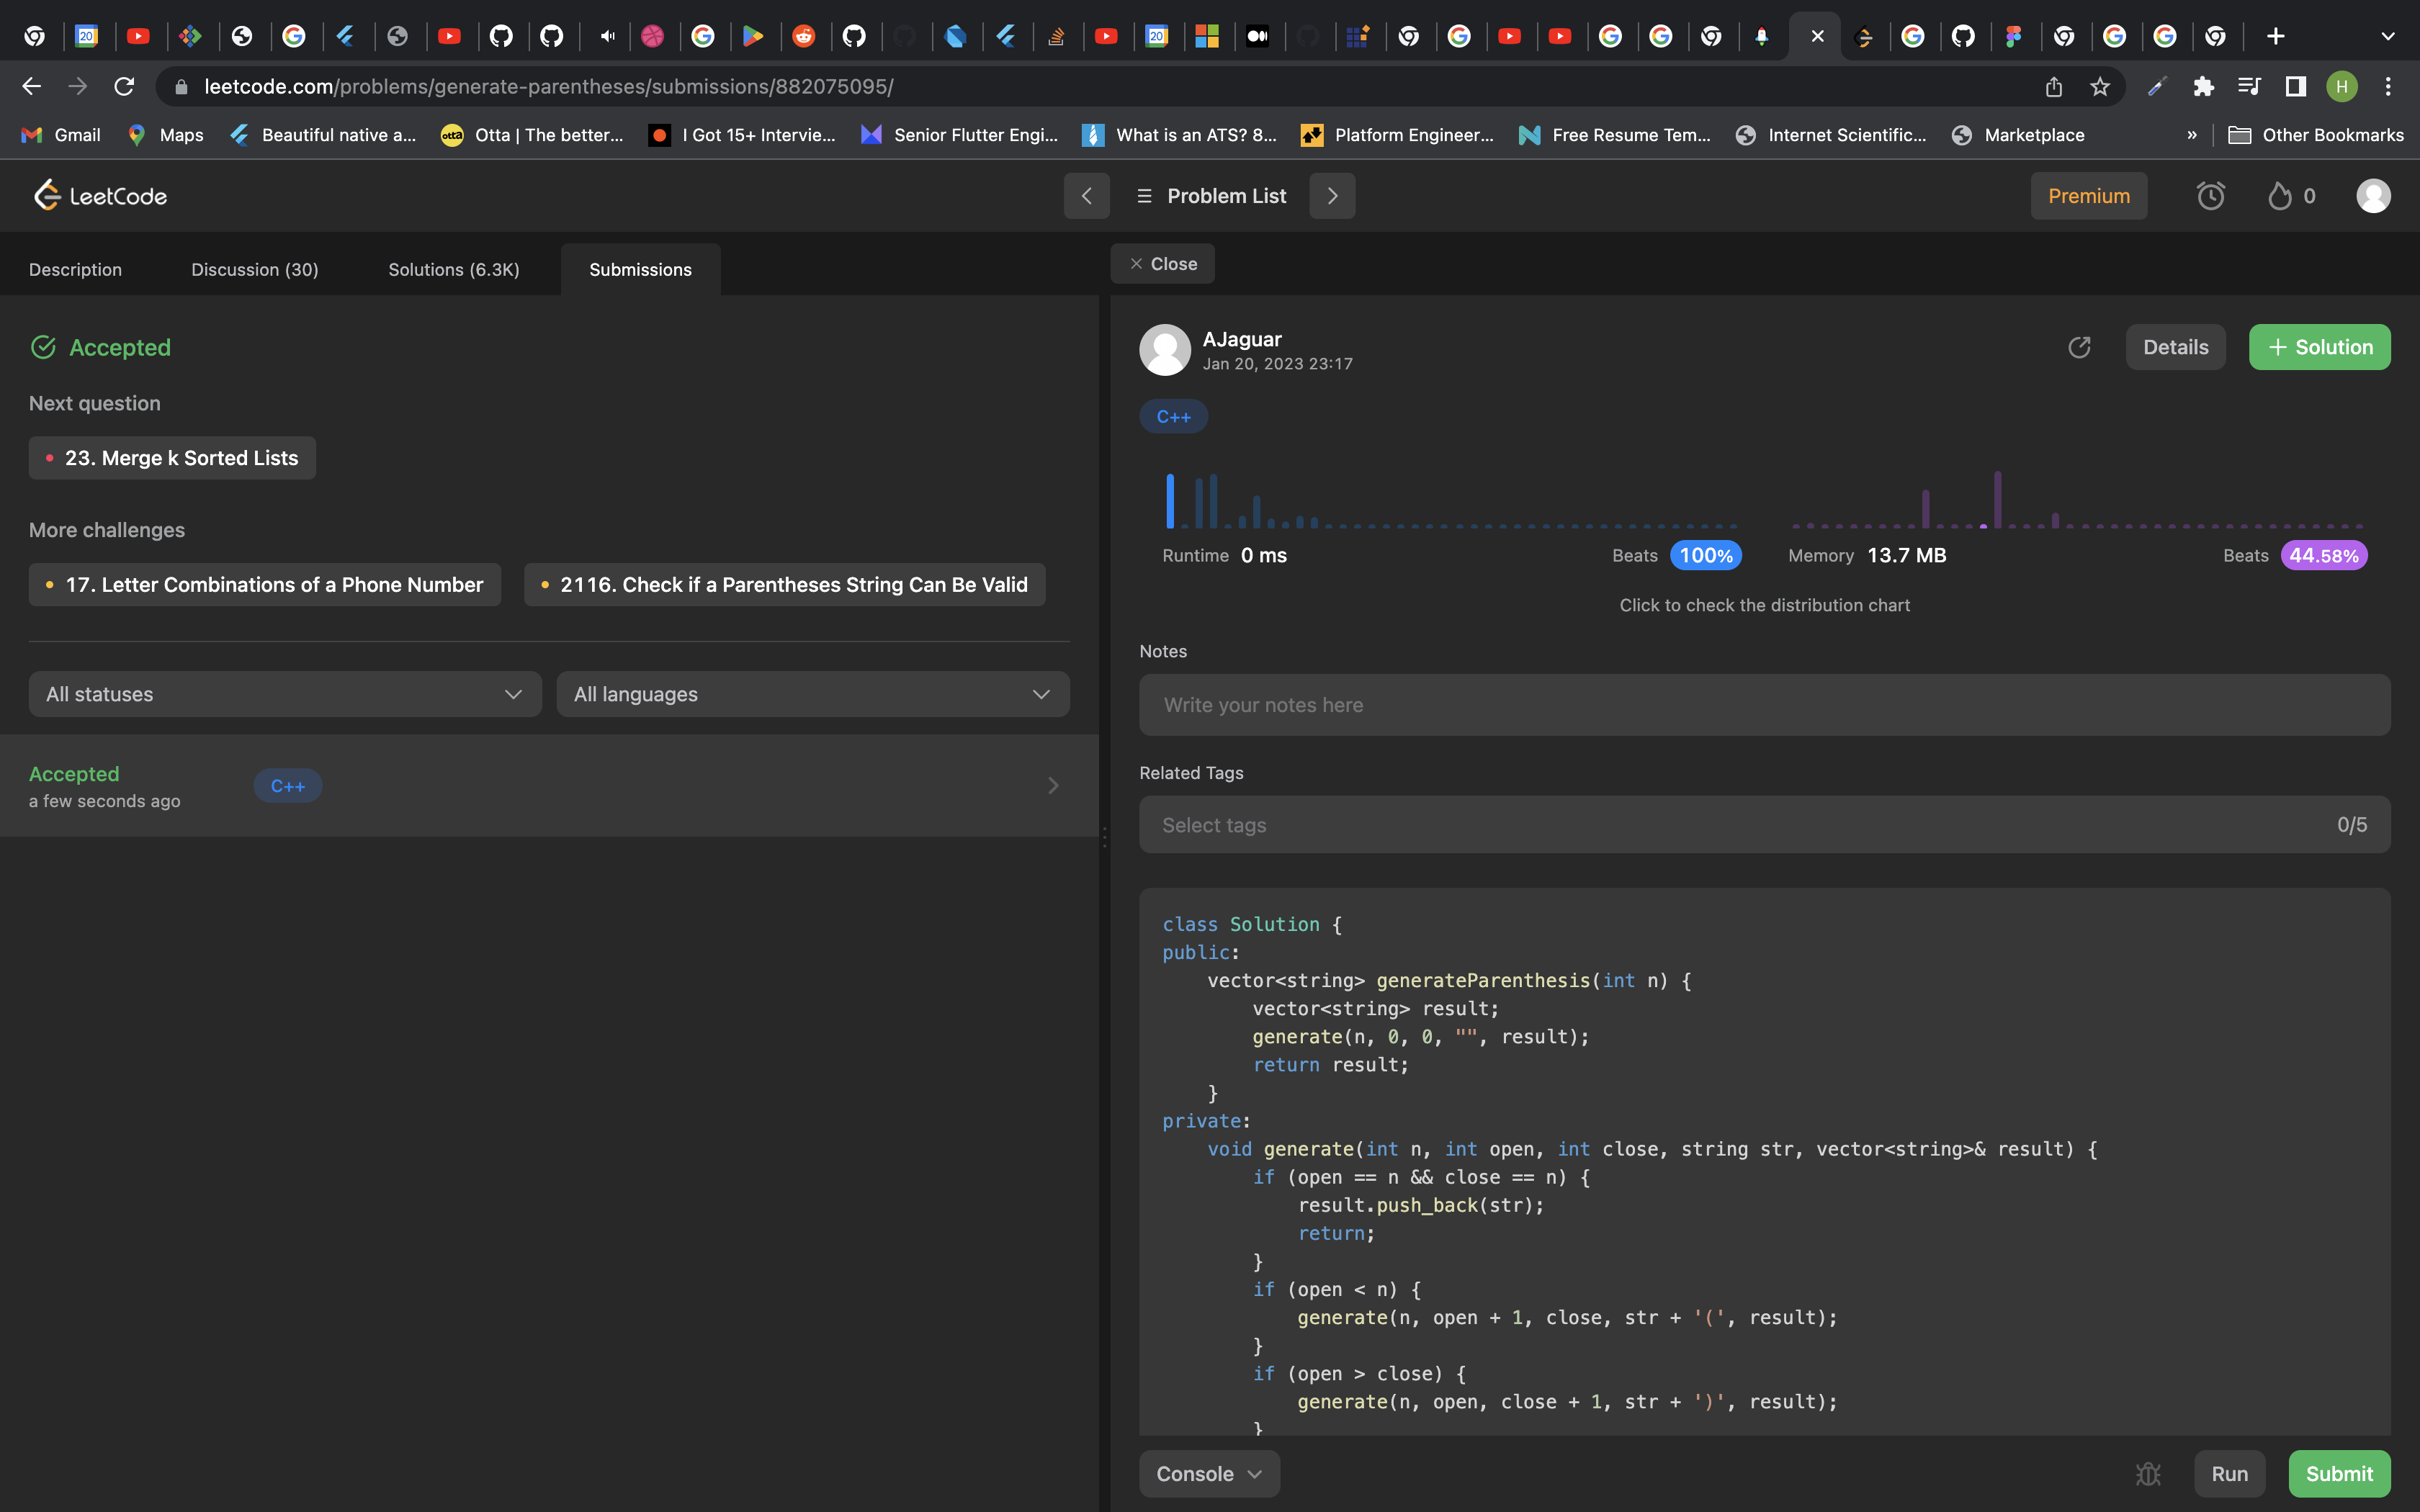 20
20
leetcode.com/problems/generate-parentheses/submissions/882075095/
H
Gmail
Maps
Beautiful native a...
otta
Otta | The better...
I Got 15+ Intervie...
Senior Flutter Engi...
What is an ATS? 8...
Platform Engineer...
Free Resume Tem...
Internet Scientific...
Marketplace
»
Other Bookmarks
LeetCode
Problem List
Premium
0
Description
Discussion (30)
Solutions (6.3K)
Submissions
Close
Accepted
Next question
23. Merge k Sorted Lists
More challenges
17. Letter Combinations of a Phone Number
2116. Check if a Parentheses String Can Be Valid
All statuses
All languages
Accepted
a few seconds ago
C++
AJaguar
Jan 20, 2023 23:17
Details
+ Solution
C++
Runtime 0 ms
Beats 100%
Memory 13.7 MB
Beats 44.58%
Click to check the distribution chart
Notes
Write your notes here
Related Tags
Select tags
0/5
class Solution {
public:
    vector<string> generateParenthesis(int n) {
        vector<string> result;
        generate(n, 0, 0, "", result);
        return result;
    }
private:
    void generate(int n, int open, int close, string str, vector<string>& result) {
        if (open == n && close == n) {
            result.push_back(str);
            return;
        }
        if (open < n) {
            generate(n, open + 1, close, str + '(', result);
        }
        if (open > close) {
            generate(n, open, close + 1, str + ')', result);
        }
Console
Run
Submit